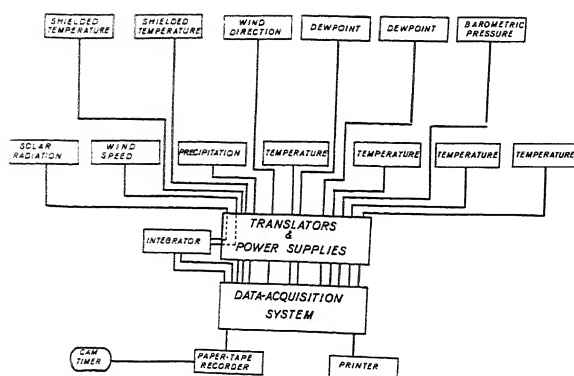 SHIELDED
TEMPERATURE
SHIELDED
TEMPERATURE
WIND
DIRECTION
DEWPOINT
DEWPOINT
BAROMETRIC
PRESSURE
SOLAR
RADIATION
WIND
SPEED
PRECIPITATION
TEMPERATURE
TEMPERATURE
TEMPERATURE
TEMPERATURE
TRANSLATORS
&
POWER SUPPLIES
INTEGRATOR
DATA-ACQUISITION
SYSTEM
CAM
TIMER
PAPER-TAPE
RECORDER
PRINTER